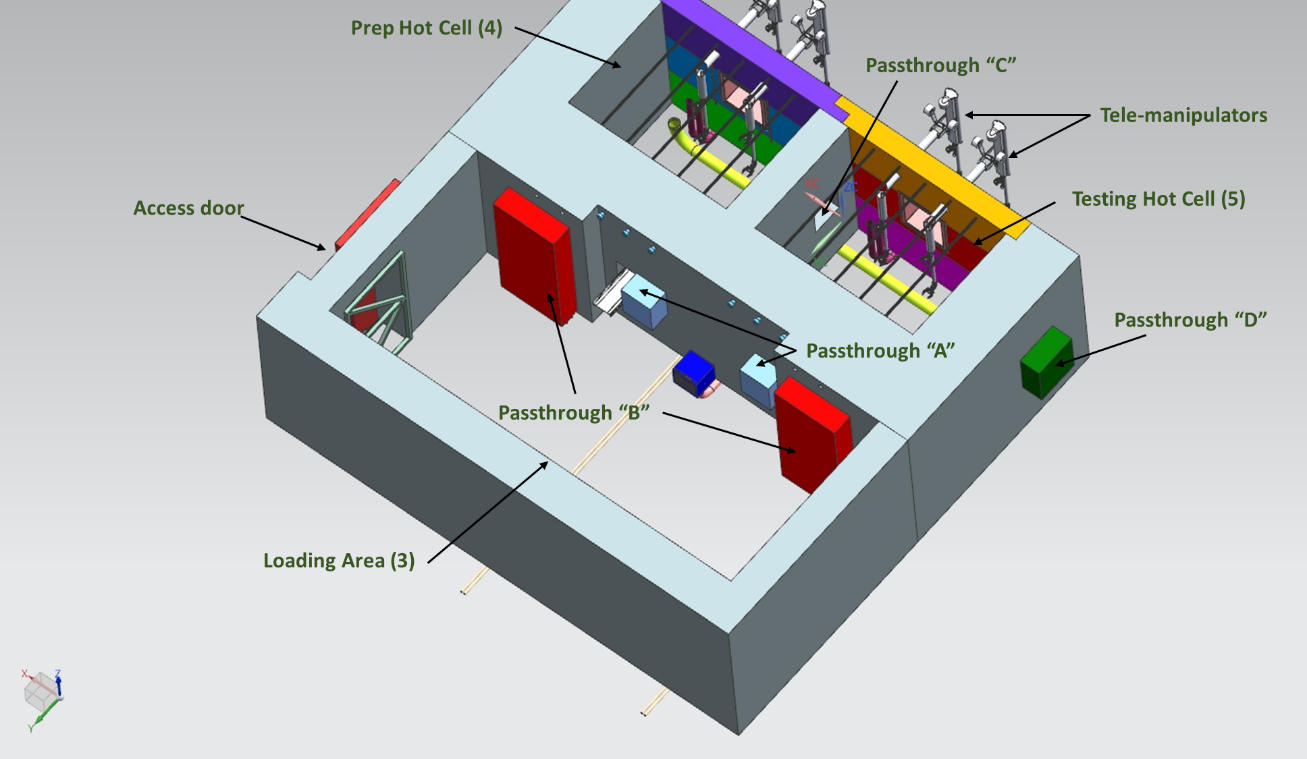 Prep Hot Cell (4)
Passthrough “C”
Tele-manipulators
Testing Hot Cell (5)
Access door
Passthrough “D”
Passthrough “A”
Passthrough “B”
Loading Area (3)
X
Z
Y